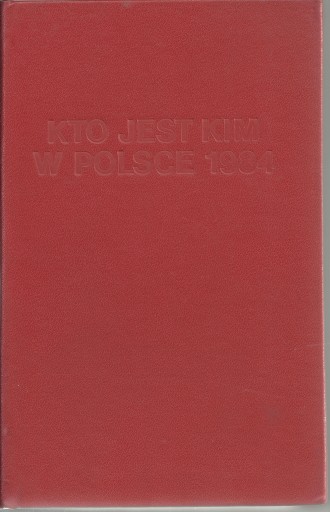 KTO JEST KIM
W POLSCE 1984